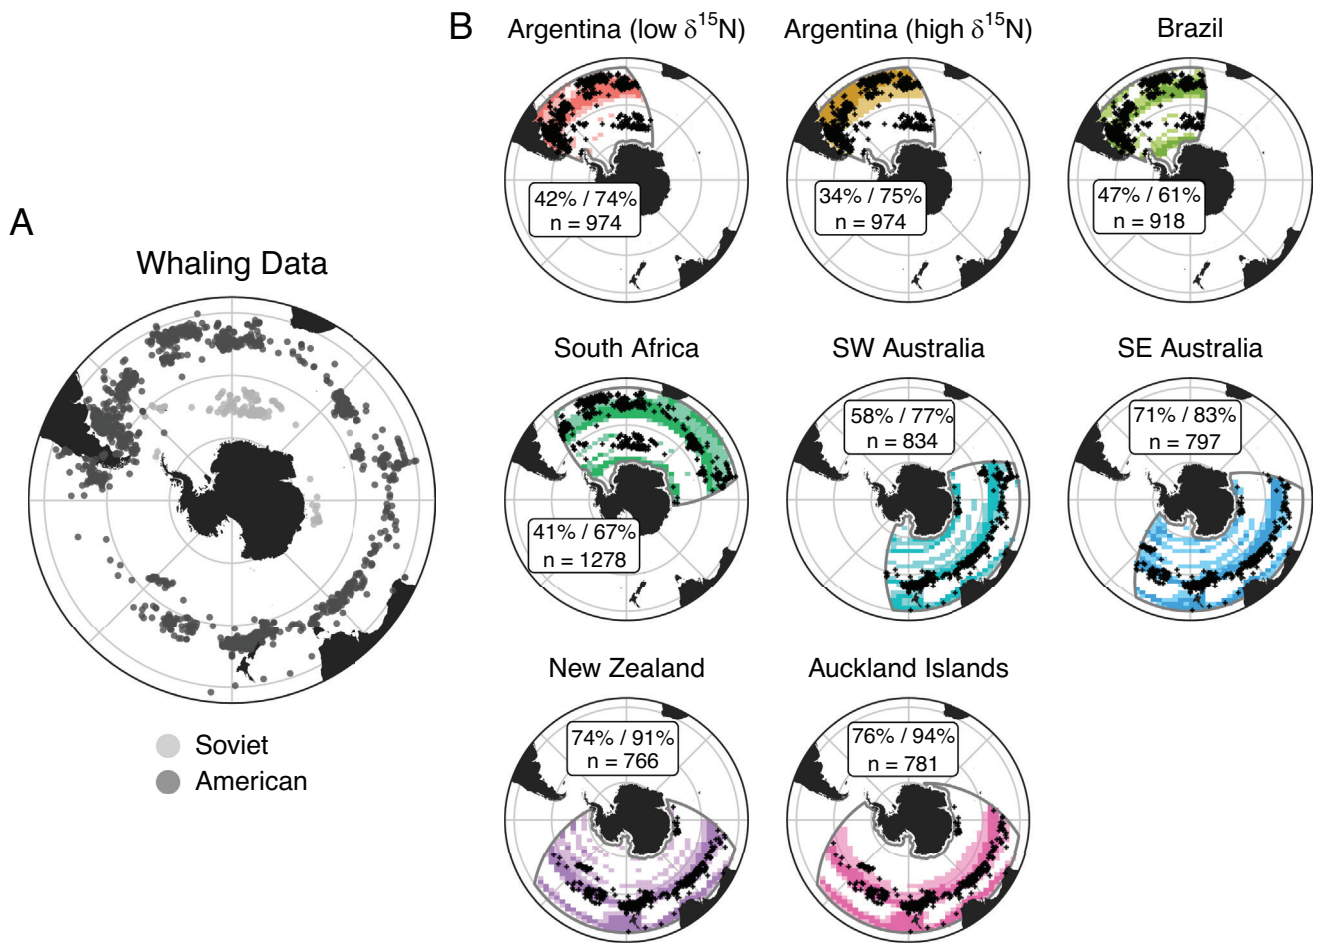 A
Whaling Data
Soviet
American
B
Argentina (low δ¹⁵N)
42% / 74%
n = 974
Argentina (high δ¹⁵N)
34% / 75%
n = 974
Brazil
47% / 61%
n = 918
South Africa
41% / 67%
n = 1278
SW Australia
58% / 77%
n = 834
SE Australia
71% / 83%
n = 797
New Zealand
74% / 91%
n = 766
Auckland Islands
76% / 94%
n = 781